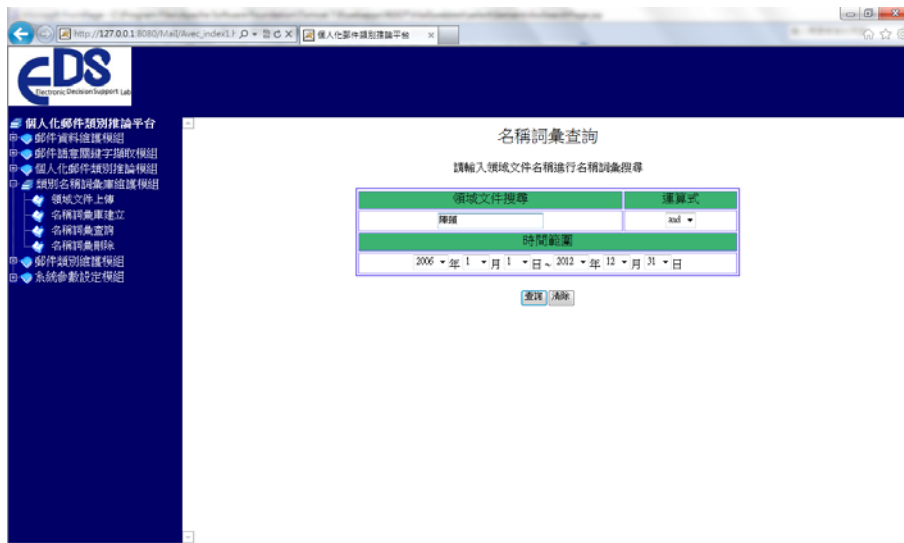 http://127.0.0.1:8080/Mail/Avec_index1.h
個人化郵件類別推論平台
EDS
Electronic Decision Support Lab
個人化郵件類別推論平台
郵件資料維護模組
郵件語意關鍵字擷取模組
個人化郵件類別推論模組
類別名稱詞彙庫維護模組
領域文件上傳
名稱詞彙庫建立
名稱詞彙查詢
名稱詞彙刪除
郵件類別維護模組
系統參數設定模組
名稱詞彙查詢
請輸入領域文件名稱進行名稱詞彙搜尋
領域文件搜尋 運算式
and
時間範圍
2006 年 1 月 1 日 ~ 2012 年 12 月 31 日
查詢 清除